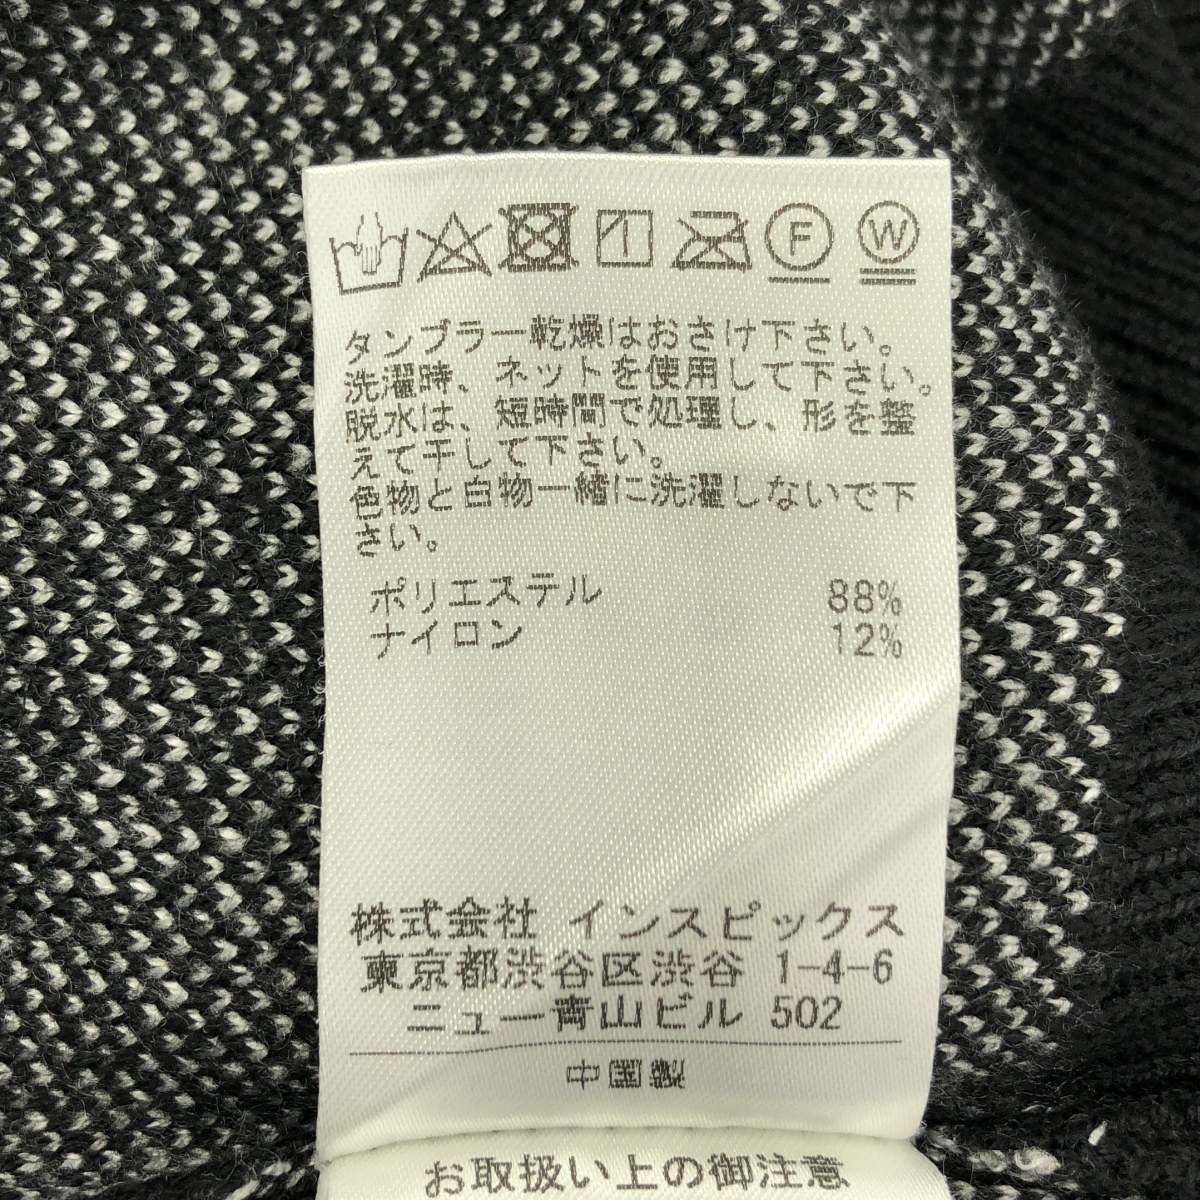 F W
タンブラー乾燥はおさけ下さい。
洗濯時、ネットを使用して下さい。
脱水は、短時間で処理し、形を整
えて干して下さい。
色物と白物一緒に洗濯しないで下
さい。
ポリエステル 88%
ナイロン 12%
株式会社 インスピックス
東京都渋谷区渋谷 1-4-6
ニュー青山ビル 502
中国製
お取扱い上の御注意